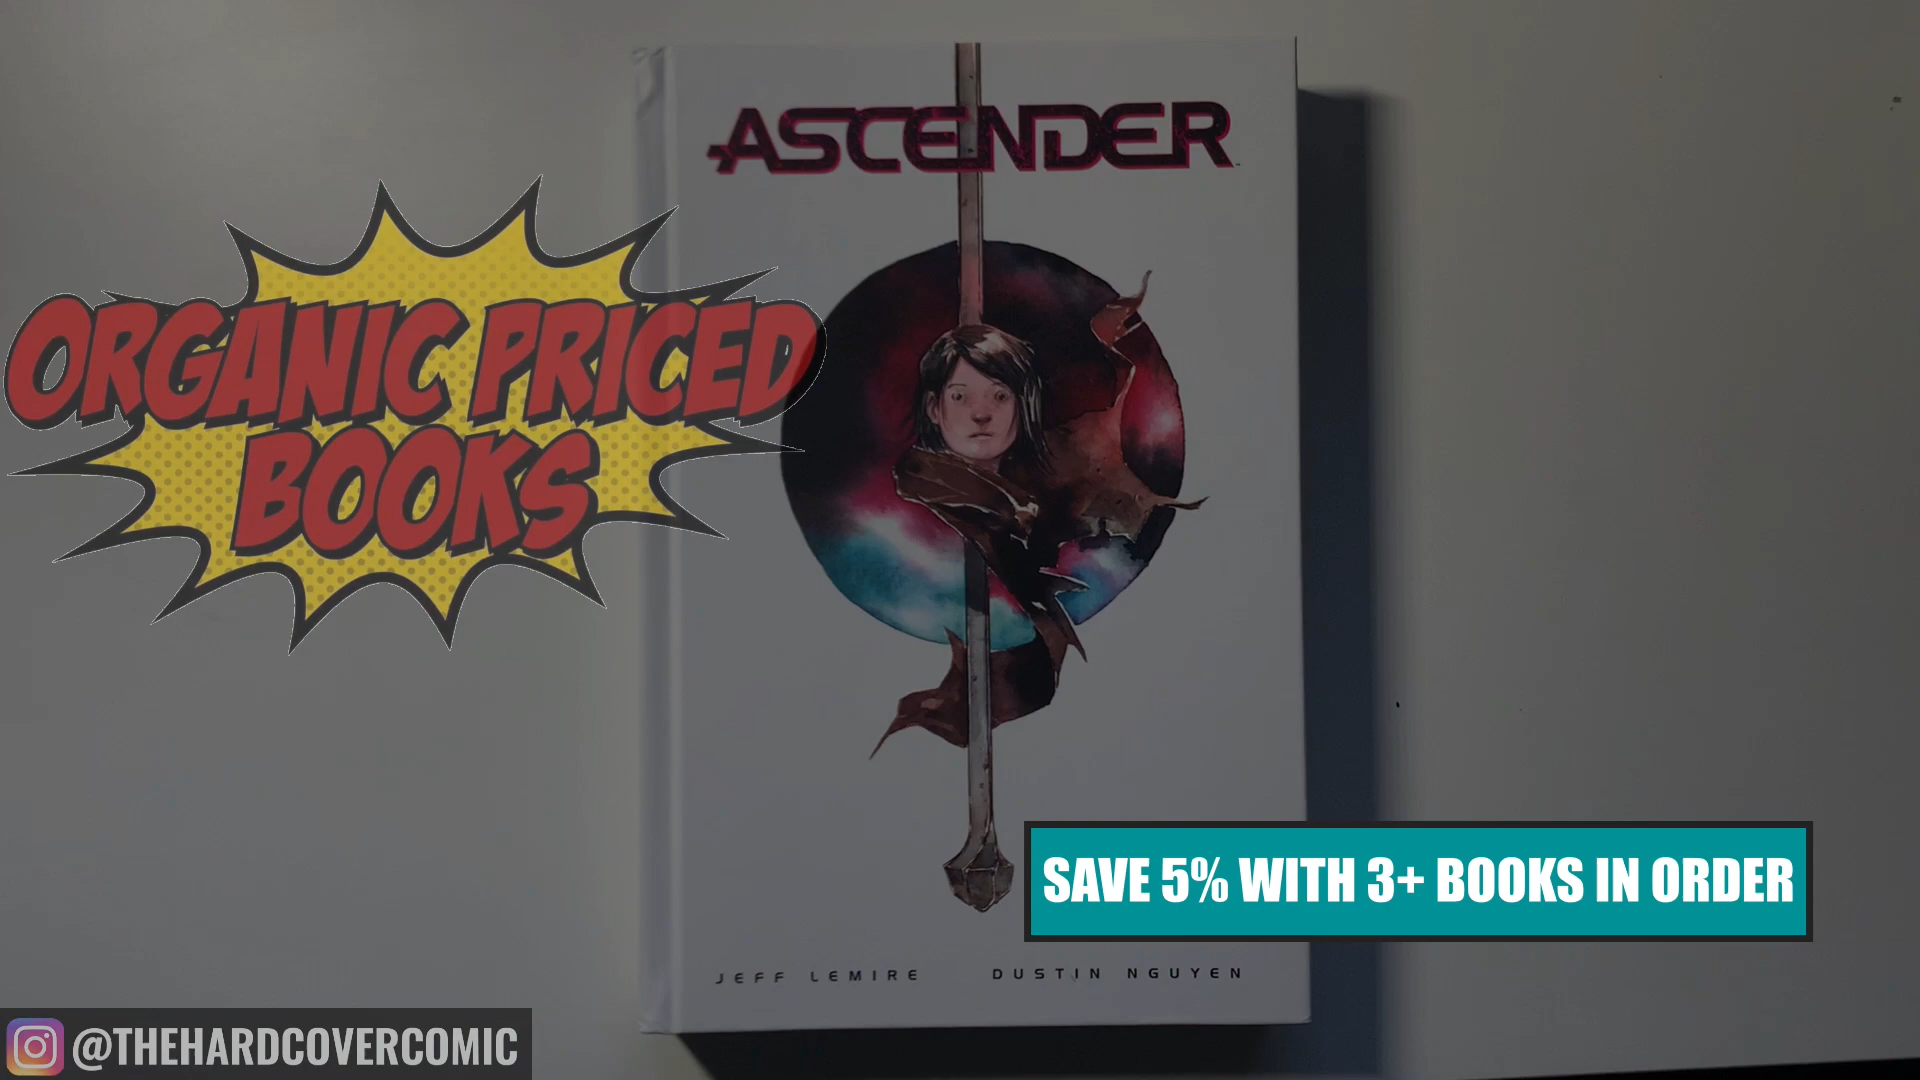 ASCENDER
ORGANIC PRICED
BOOKS
SAVE 5% WITH 3+ BOOKS IN ORDER
JEFF LEMIRE DUSTIN NGUYEN
@THEHARDCOVERCOMIC